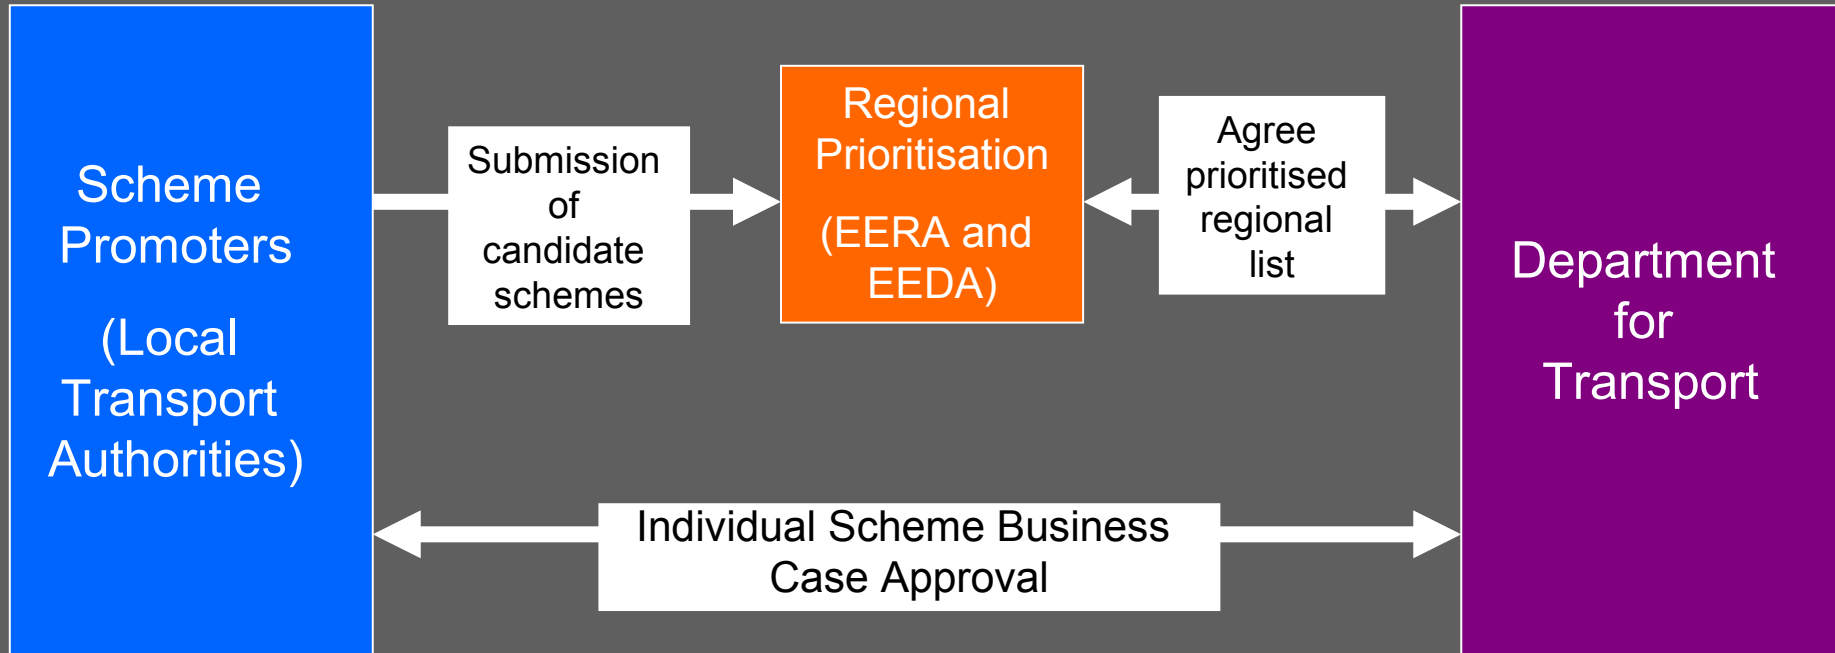 Scheme
Promoters
(Local
Transport
Authorities)
Submission
of
candidate
schemes
Regional
Prioritisation
(EERA and
EEDA)
Agree
prioritised
regional
list
Department
for
Transport
Individual Scheme Business
Case Approval